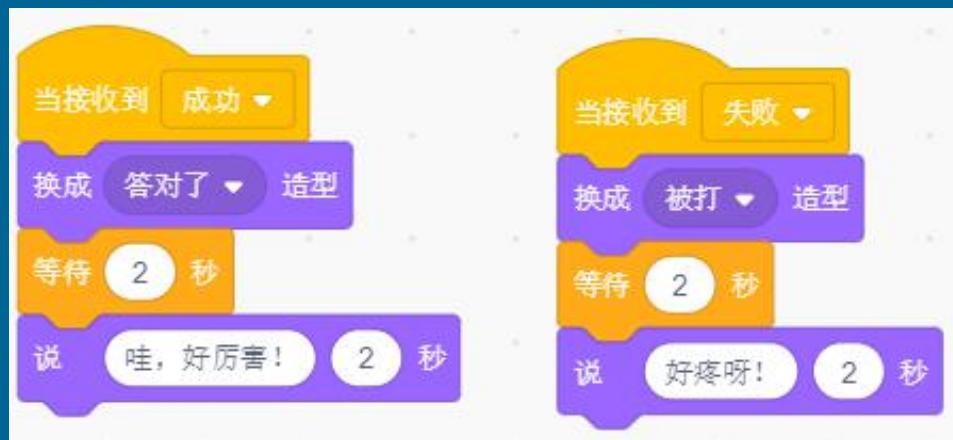 当接收到 成功
换成 答对了 造型
等待 2 秒
说 哇，好厉害！ 2 秒
当接收到 失败
换成 被打 造型
等待 2 秒
说 好疼呀！ 2 秒